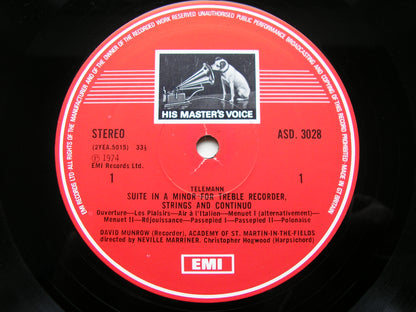 ALL RIGHTS OF THE MANUFACTURER AND OF THE OWNER OF THE RECORDED WORK RESERVED UNAUTHORISED PUBLIC PERFORMANCE BROADCASTING AND COPYING OF THIS RECORD PROHIBITED
HIS MASTER'S VOICE
STEREO
ASD. 3028
(2YEA.5015) 33⅓
Ⓟ 1974
EMI Records Ltd.
1
1
TELEMANN
SUITE IN A MINOR FOR TREBLE RECORDER,
STRINGS AND CONTINUO
Ouverture—Les Plaisirs—Air à l'Italien—Menuet I (alternativement)—
Menuet II—Réjouissance—Passepied I—Passepied II—Polonaise
DAVID MUNROW (Recorder), ACADEMY OF ST. MARTIN-IN-THE-FIELDS
directed by NEVILLE MARRINER. Christopher Hogwood (Harpsichord)
EMI
EMI RECORDS LTD
MADE IN GT BRITAIN